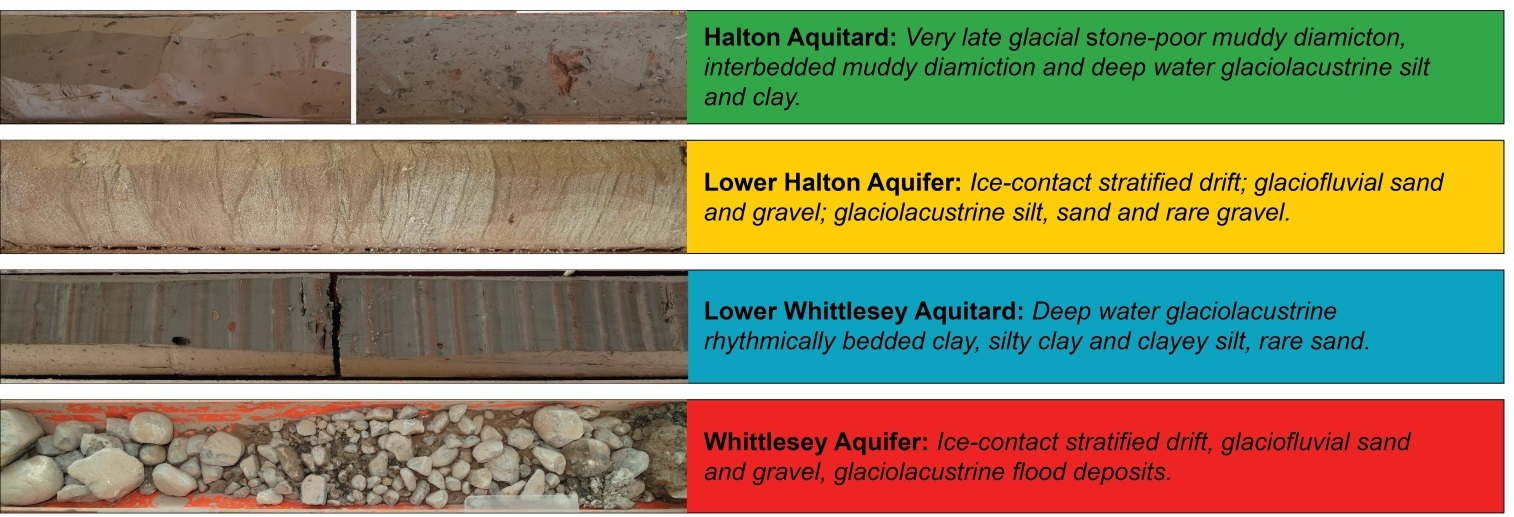 Halton Aquitard: Very late glacial stone-poor muddy diamicton,
interbedded muddy diamiction and deep water glaciolacustrine silt
and clay.
Lower Halton Aquifer: Ice-contact stratified drift; glaciofluvial sand
and gravel; glaciolacustrine silt, sand and rare gravel.
Lower Whittlesey Aquitard: Deep water glaciolacustrine
rhythmically bedded clay, silty clay and clayey silt, rare sand.
Whittlesey Aquifer: Ice-contact stratified drift, glaciofluvial sand
and gravel, glaciolacustrine flood deposits.